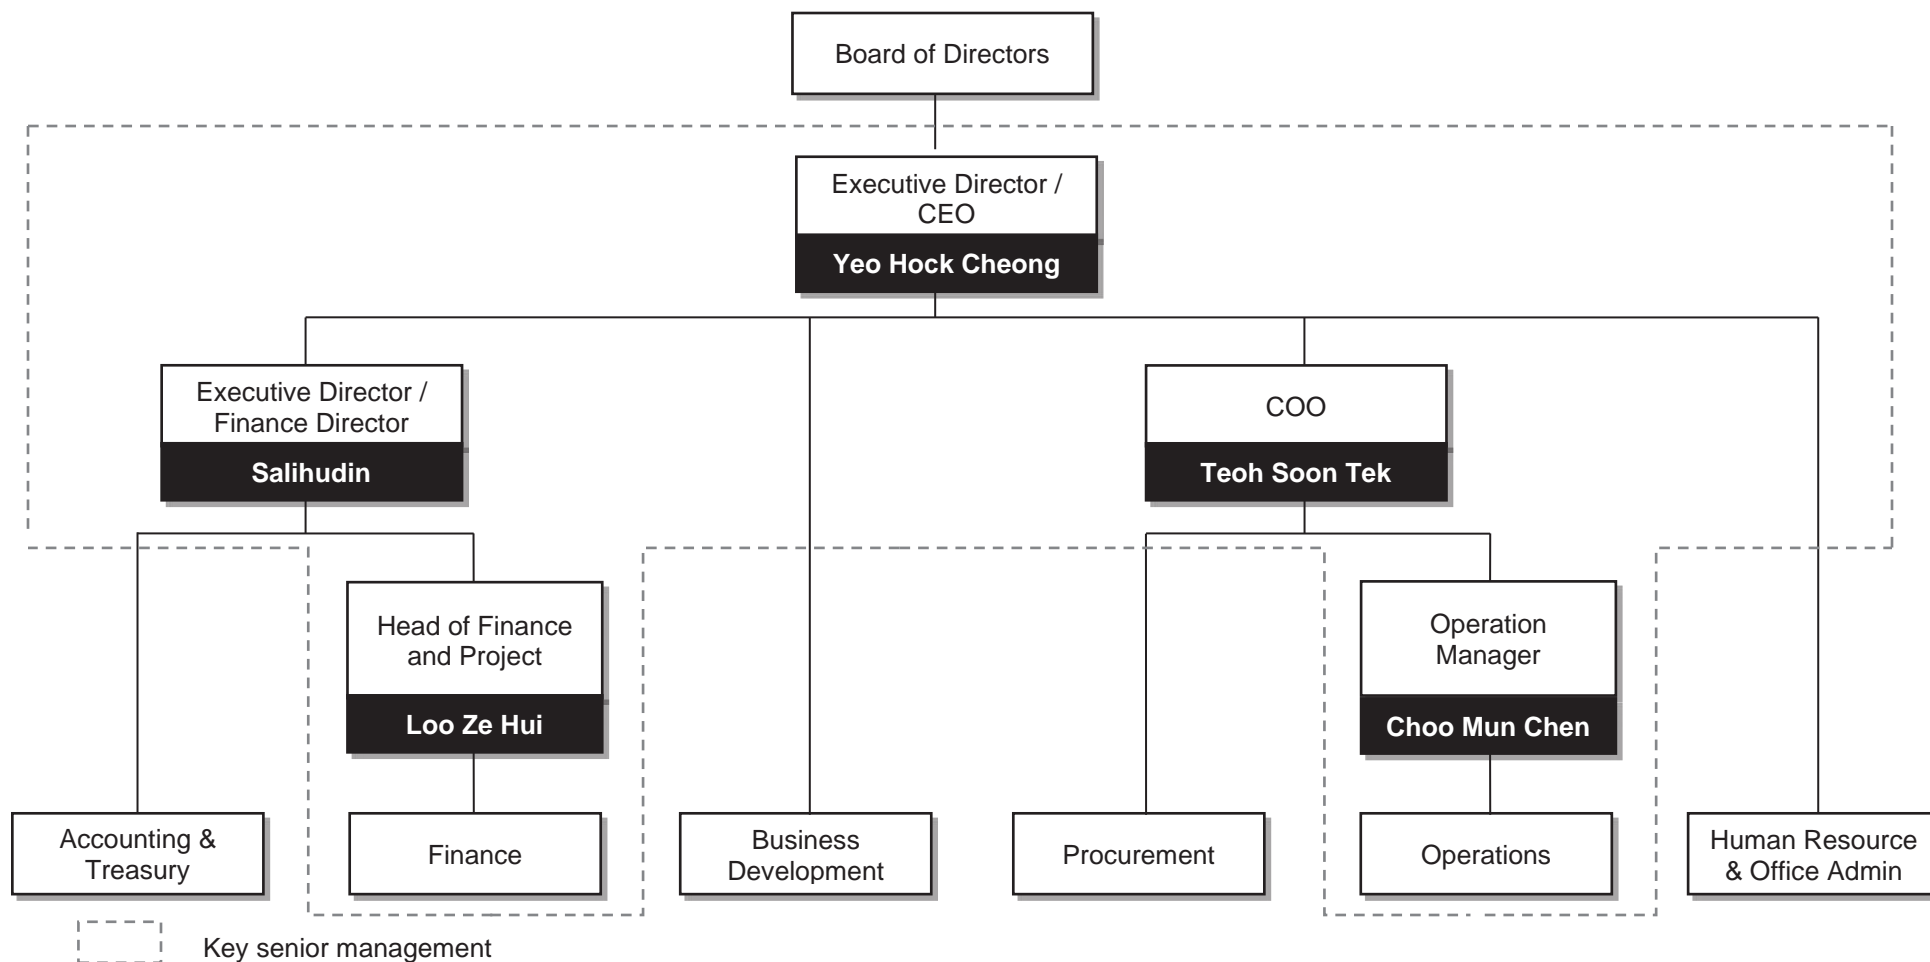 Board of Directors
Executive Director /
CEO
Yeo Hock Cheong
Executive Director /
Finance Director
Salihudin
COO
Teoh Soon Tek
Head of Finance
and Project
Loo Ze Hui
Operation
Manager
Choo Mun Chen
Accounting &
Treasury
Finance
Business
Development
Procurement
Operations
Human Resource
& Office Admin
Key senior management